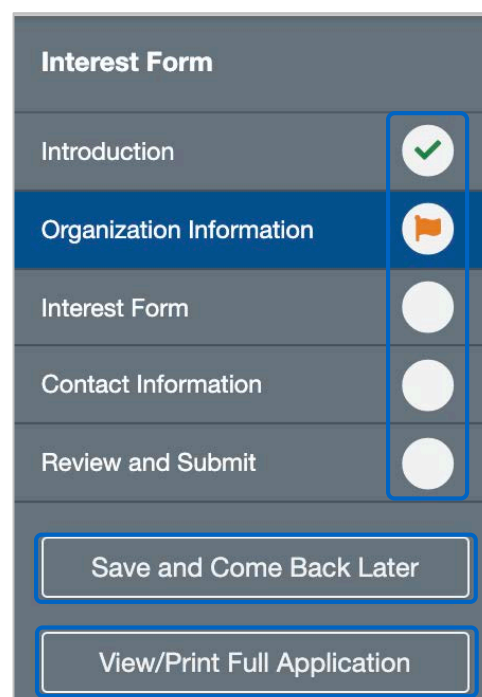 Interest Form
Introduction
Organization Information
Interest Form
Contact Information
Review and Submit
Save and Come Back Later
View/Print Full Application